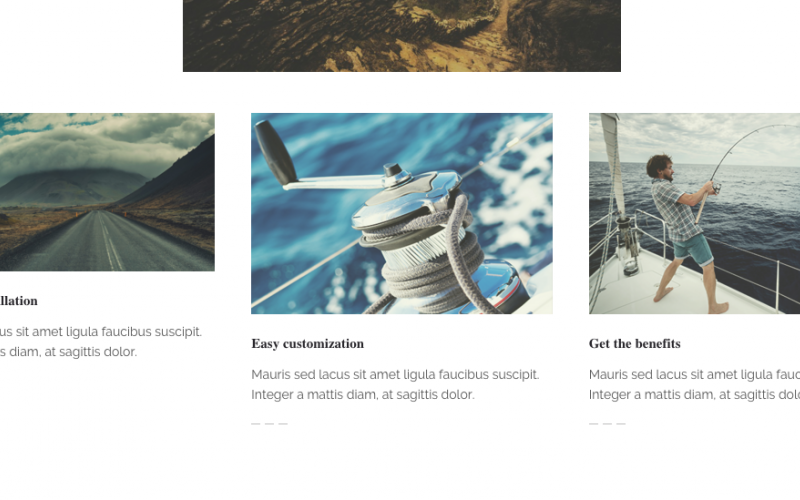 llation
us sit amet ligula faucibus suscipit.
s diam, at sagittis dolor.
Easy customization
Mauris sed lacus sit amet ligula faucibus suscipit.
Integer a mattis diam, at sagittis dolor.
— — —
Get the benefits
Mauris sed lacus sit amet ligula fauc
Integer a mattis diam, at sagittis dolo
— — —